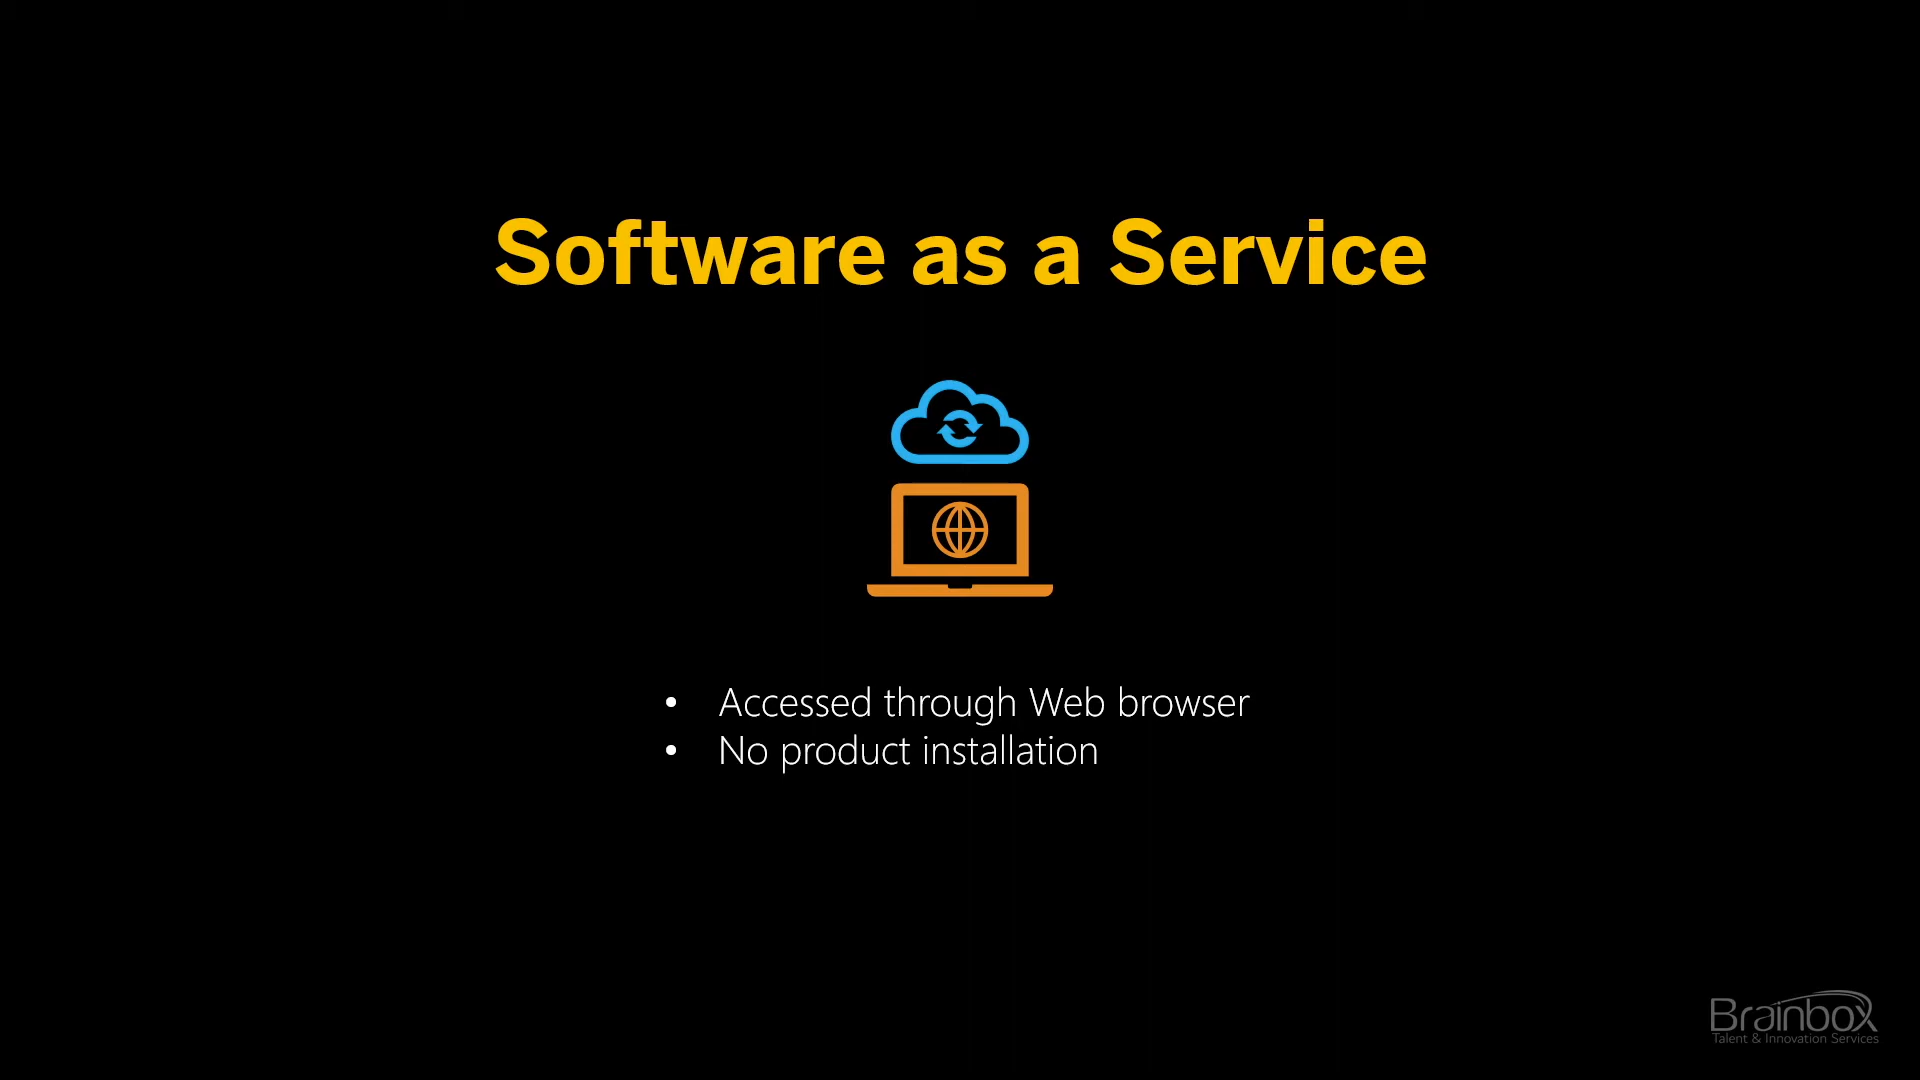 Software as a Service
• Accessed through Web browser
• No product installation
Brainbox
Talent & Innovation Services